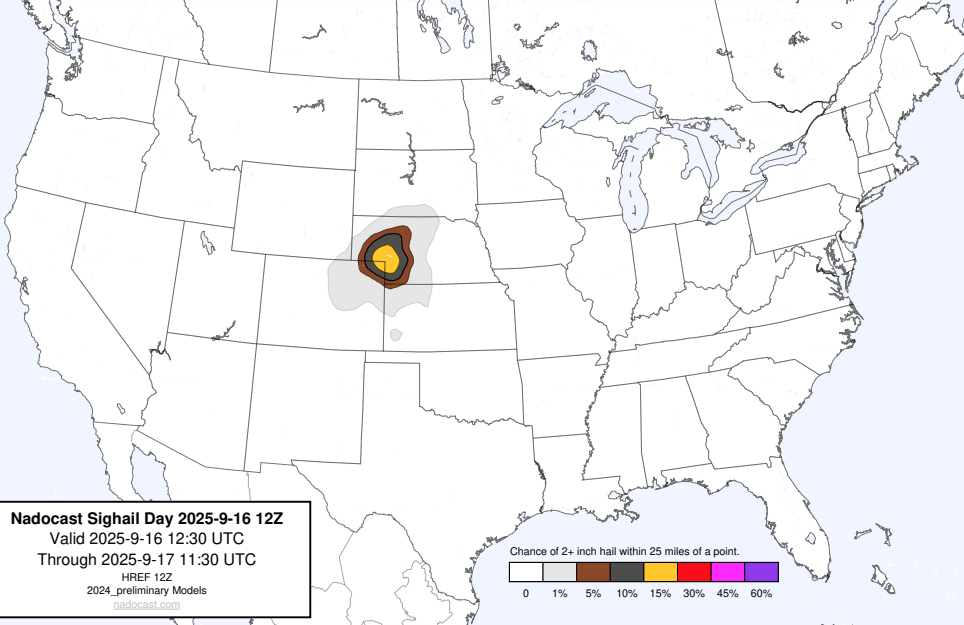 Nadocast Sighail Day 2025-9-16 12Z
Valid 2025-9-16 12:30 UTC
Through 2025-9-17 11:30 UTC
HREF 12Z
2024_preliminary Models
nadocast.com
Chance of 2+ inch hail within 25 miles of a point.
0 1% 5% 10% 15% 30% 45% 60%